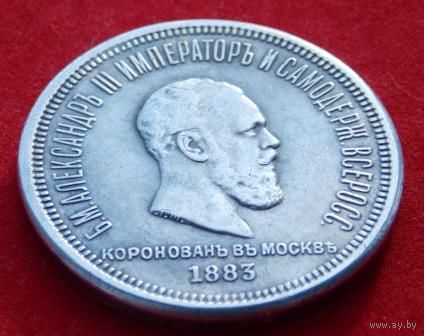 Б.М.АЛЕКСАНДРЪ III ИМПЕРАТОРЪ И САМОДЕРЖ. ВСЕРОСС.
КОРОНОВАНЪ ВЪ МОСКВѢ
1883
www.ay.by